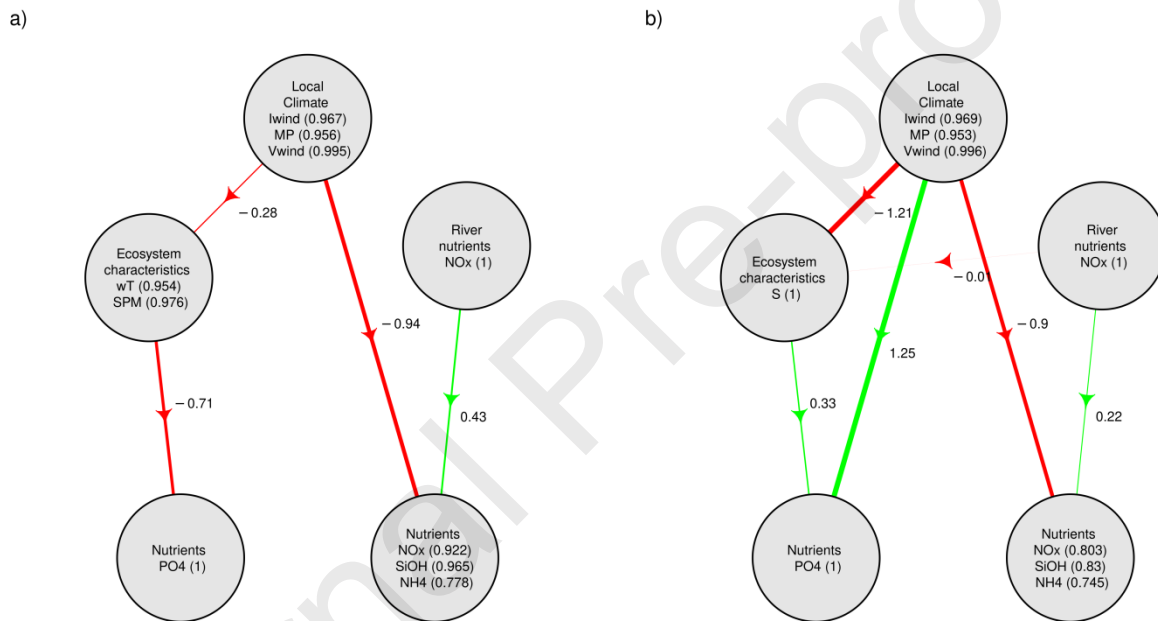 a)
Local
Climate
Iwind (0.967)
MP (0.956)
Vwind (0.995)
− 0.28
River
nutrients
NOx (1)
Ecosystem
characteristics
wT (0.954)
SPM (0.976)
− 0.94
− 0.71
0.43
Nutrients
PO4 (1)
Nutrients
NOx (0.922)
SiOH (0.965)
NH4 (0.778)
b)
Local
Climate
Iwind (0.969)
MP (0.953)
Vwind (0.996)
− 1.21
River
nutrients
NOx (1)
Ecosystem
characteristics
S (1)
− 0.01
− 0.9
1.25
0.33
0.22
Nutrients
PO4 (1)
Nutrients
NOx (0.803)
SiOH (0.83)
NH4 (0.745)
nal Pre-pro